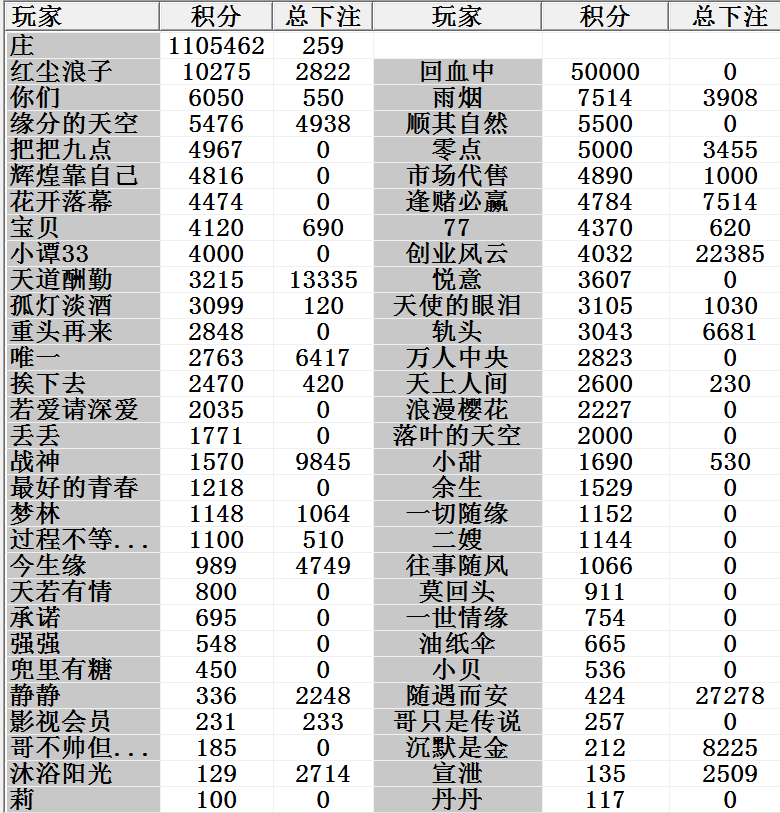 玩家 积分 总下注 玩家 积分 总下注
庄 1105462 259
红尘浪子 10275 2822 回血中 50000 0
你们 6050 550 雨烟 7514 3908
缘分的天空 5476 4938 顺其自然 5500 0
把把九点 4967 0 零点 5000 3455
辉煌靠自己 4816 0 市场代售 4890 1000
花开落幕 4474 0 逢赌必赢 4784 7514
宝贝 4120 690 77 4370 620
小谭33 4000 0 创业风云 4032 22385
天道酬勤 3215 13335 悦意 3607 0
孤灯淡酒 3099 120 天使的眼泪 3105 1030
重头再来 2848 0 轨头 3043 6681
唯一 2763 6417 万人中央 2823 0
挨下去 2470 420 天上人间 2600 230
若爱请深爱 2035 0 浪漫樱花 2227 0
丢丢 1771 0 落叶的天空 2000 0
战神 1570 9845 小甜 1690 530
最好的青春 1218 0 余生 1529 0
梦林 1148 1064 一切随缘 1152 0
过程不等... 1100 510 二嫂 1144 0
今生缘 989 4749 往事随风 1066 0
天若有情 800 0 莫回头 911 0
承诺 695 0 一世情缘 754 0
强强 548 0 油纸伞 665 0
兜里有糖 450 0 小贝 536 0
静静 336 2248 随遇而安 424 27278
影视会员 231 233 哥只是传说 257 0
哥不帅但... 185 0 沉默是金 212 8225
沐浴阳光 129 2714 宣泄 135 2509
莉 100 0 丹丹 117 0